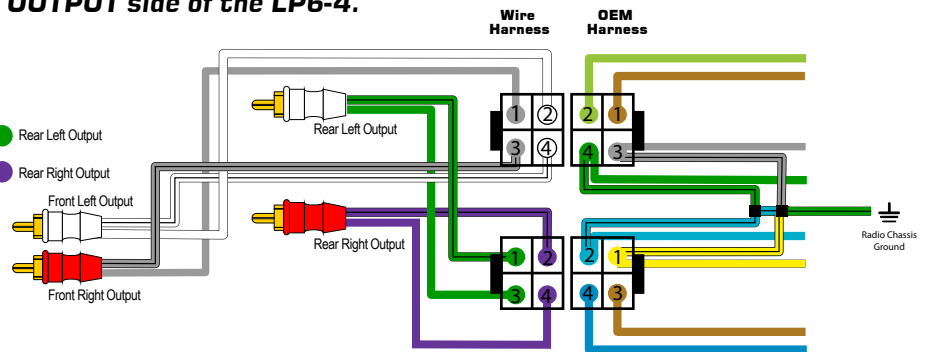 OUTPUT side of the LP6-4.
Wire
Harness
OEM
Harness
1 2
3 4
2 1
4 3
Rear Left Output
Rear Left Output
Rear Right Output
Front Left Output
Rear Right Output
Front Right Output
1 2
3 4
2 1
4 3
Radio Chassis
Ground